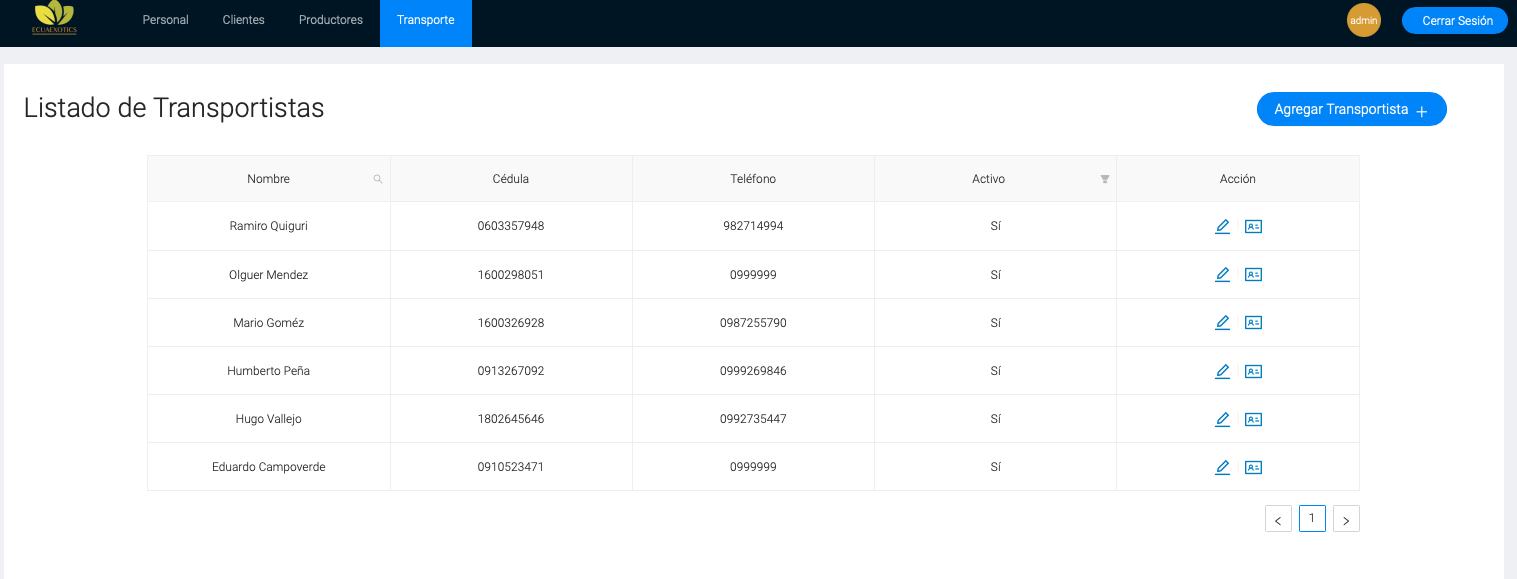 ECUAEXOTICS
Personal Clientes Productores Transporte admin Cerrar Sesión
Listado de Transportistas Agregar Transportista +
Nombre Cédula Teléfono Activo Acción
Ramiro Quiguri 0603357948 982714994 Sí
Olguer Mendez 1600298051 0999999 Sí
Mario Goméz 1600326928 0987255790 Sí
Humberto Peña 0913267092 0999269846 Sí
Hugo Vallejo 1802645646 0992735447 Sí
Eduardo Campoverde 0910523471 0999999 Sí
< 1 >